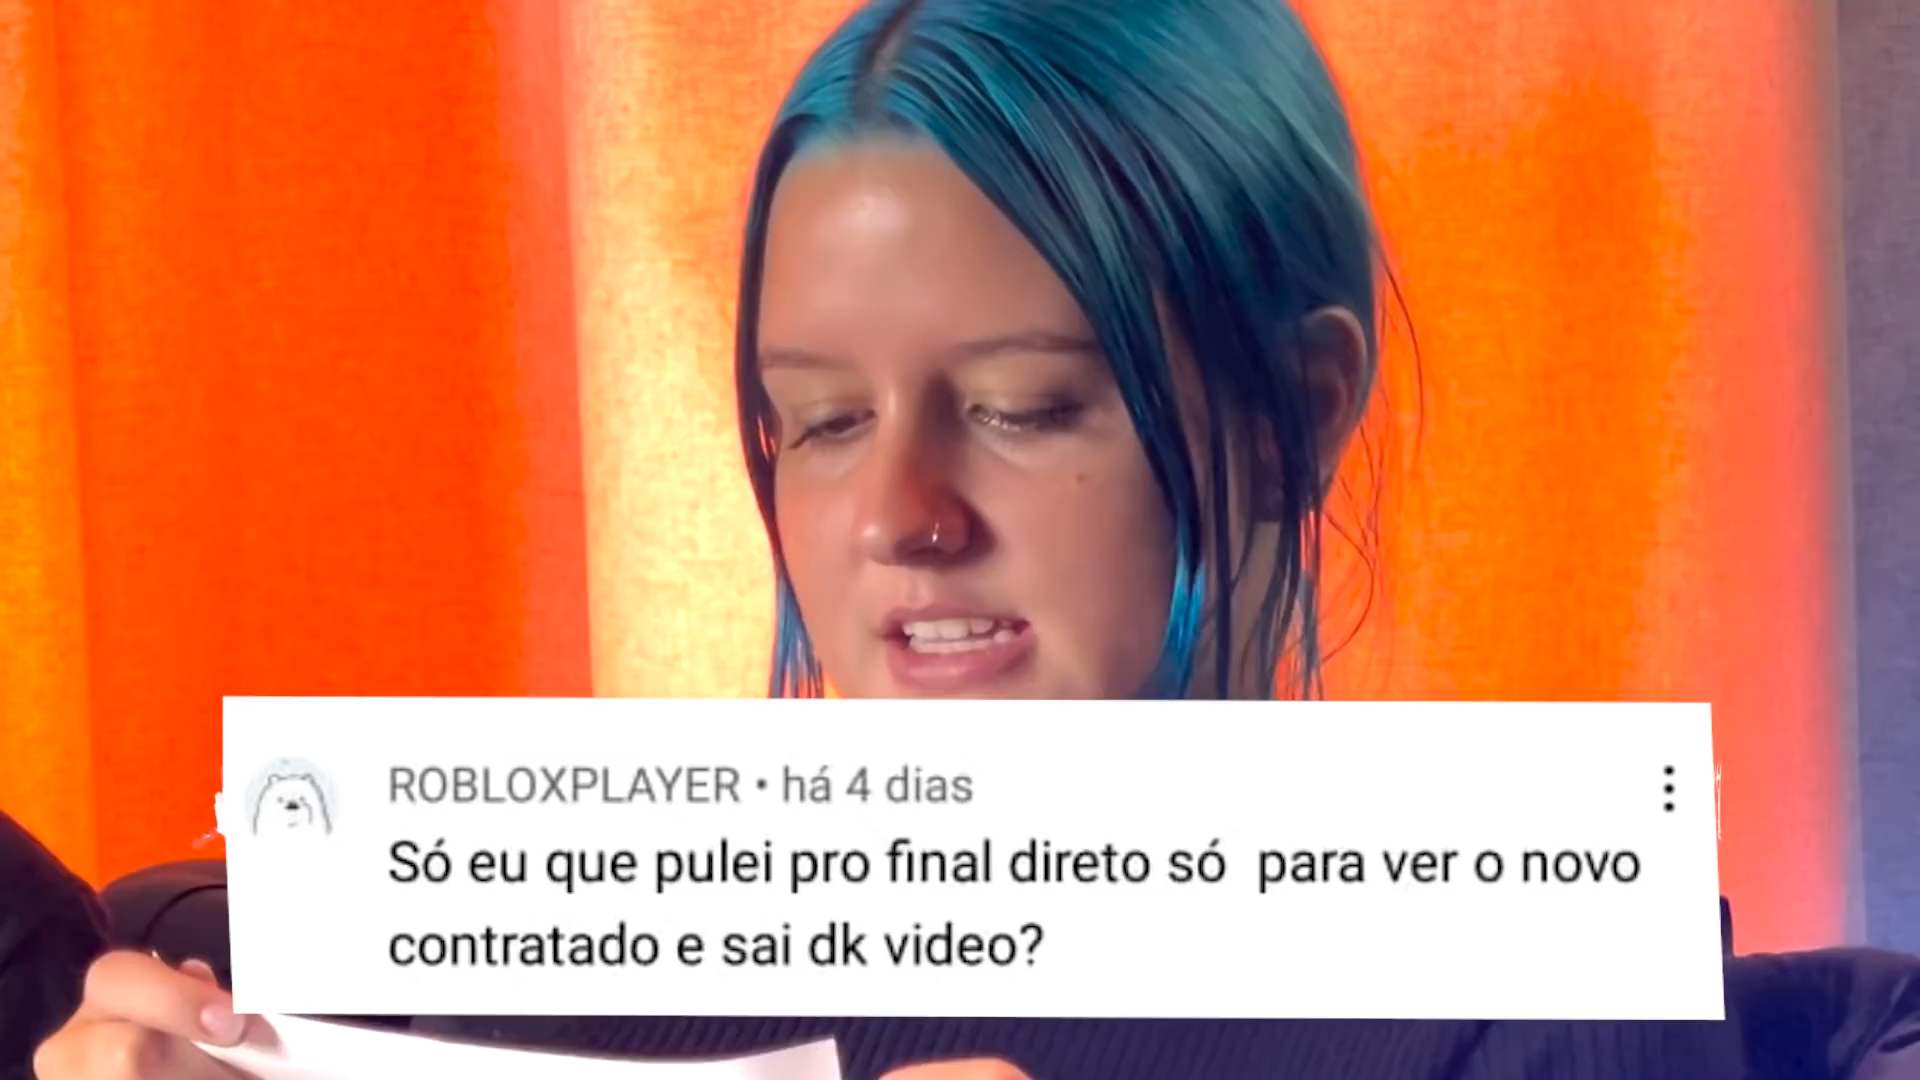 ROBLOXPLAYER • há 4 dias
Só eu que pulei pro final direto só  para ver o novo
contratado e sai dk video?